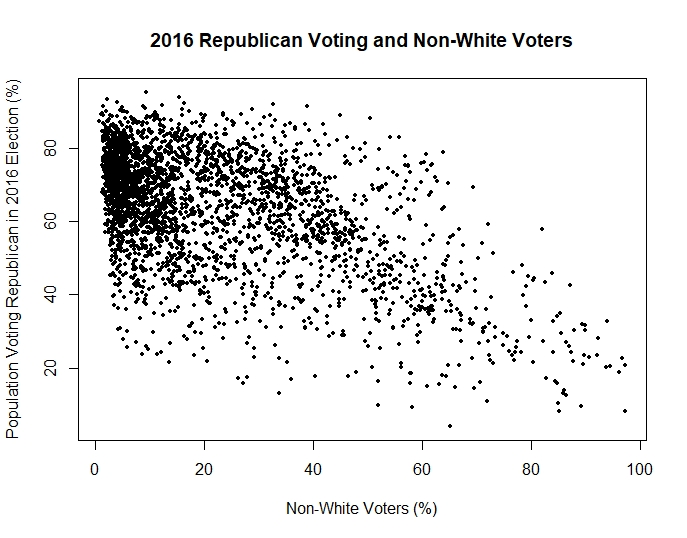 2016 Republican Voting and Non-White Voters
Population Voting Republican in 2016 Election (%)
80
60
40
20
0 20 40 60 80 100
Non-White Voters (%)